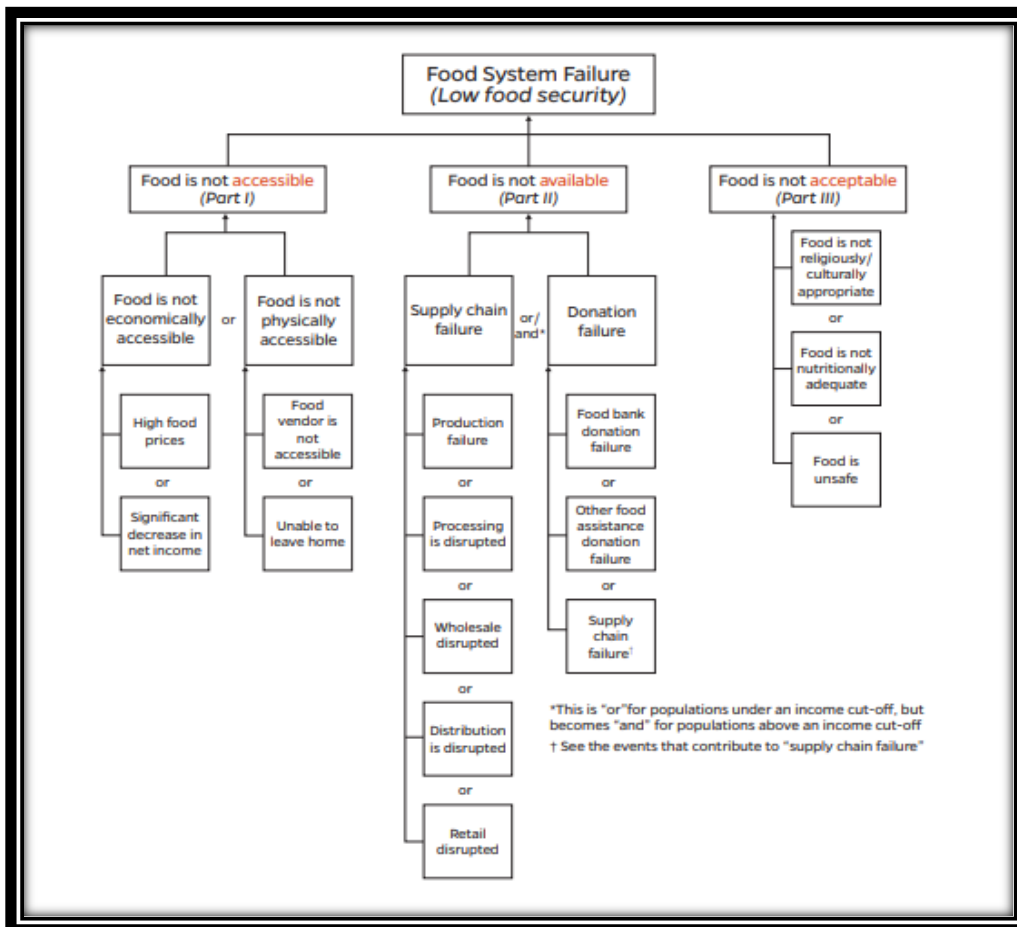 Food System Failure
(Low food security)
Food is not accessible
(Part I)
Food is not available
(Part II)
Food is not acceptable
(Part III)
Food is not
economically
accessible
or
Food is not
physically
accessible
High food
prices
or
Significant
decrease in
net income
Food
vendor is
not
accessible
or
Unable to
leave home
Supply chain
failure
or/
and*
Donation
failure
Production
failure
or
Processing
is disrupted
or
Wholesale
disrupted
or
Distribution
is disrupted
or
Retail
disrupted
Food bank
donation
failure
or
Other food
assistance
donation
failure
or
Supply
chain
failure†
Food is not
religiously/
culturally
appropriate
or
Food is not
nutritionally
adequate
or
Food is
unsafe
*This is "or"for populations under an income cut-off, but
becomes "and" for populations above an income cut-off
† See the events that contribute to "supply chain failure"